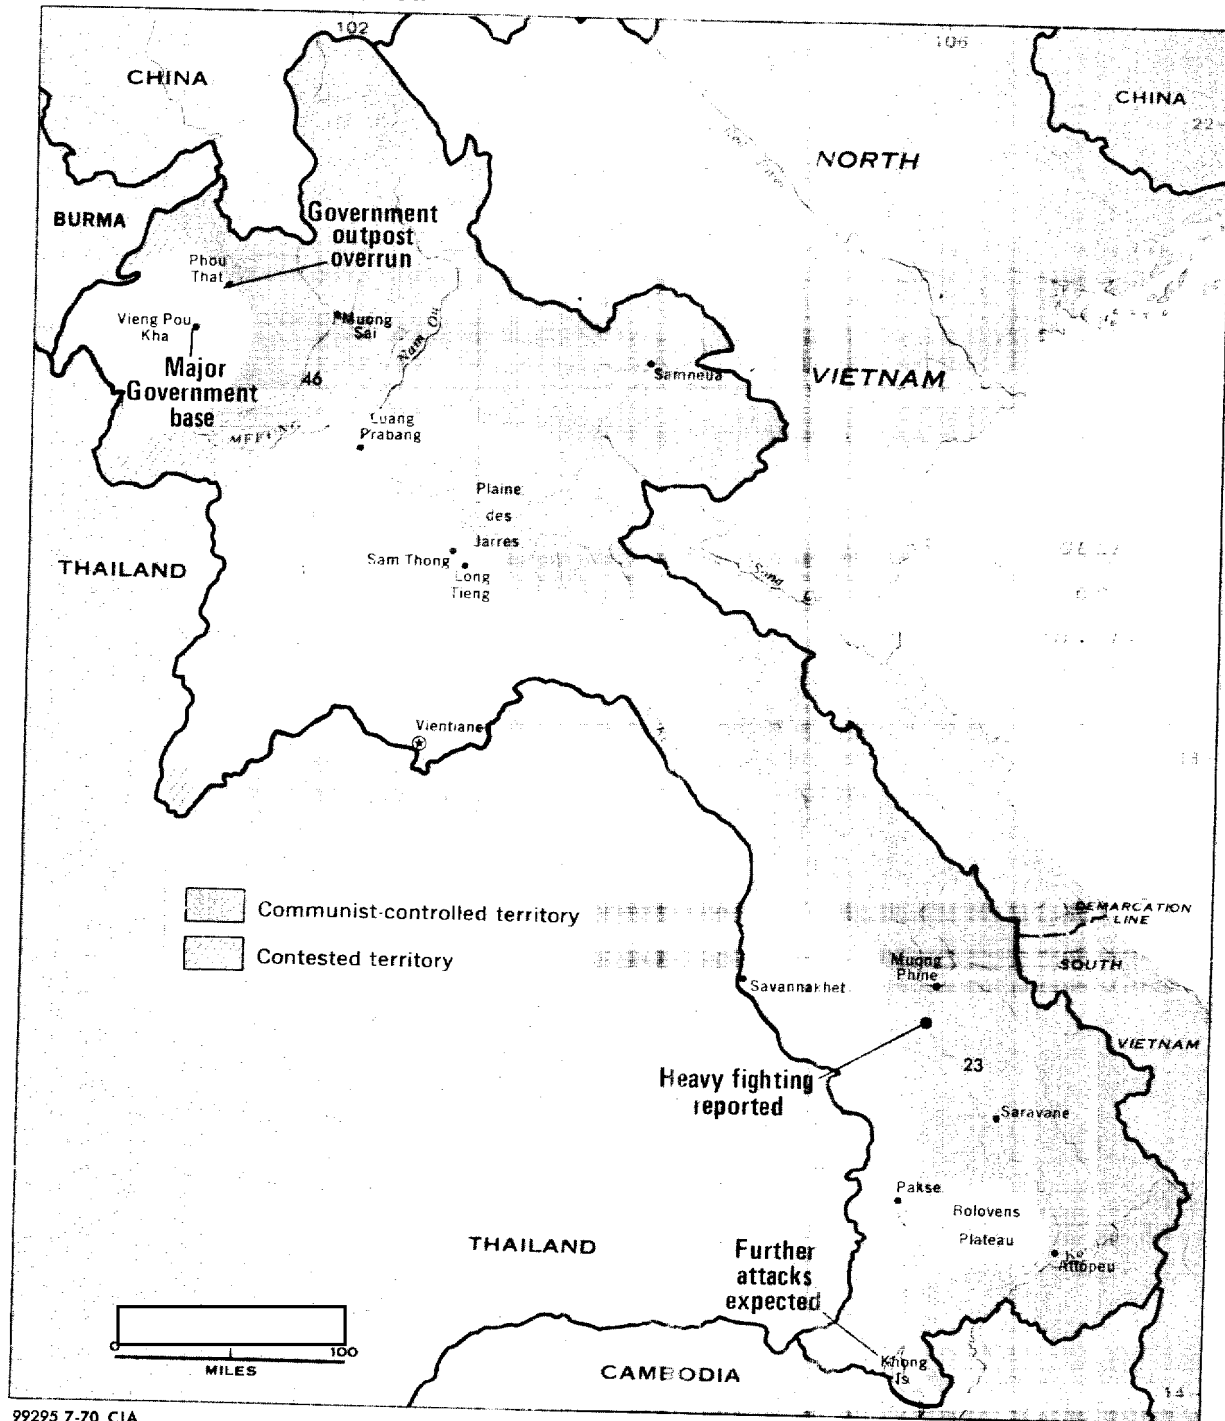 102
106
CHINA
CHINA
22
NORTH
BURMA
Government
outpost
overrun
Phou
That
Vieng Pou
Kha
Muong
Sai
Nam Ou
Major
Government
base
46
Samneua
VIETNAM
Luang
Prabang
Plaine
des
Jarres
Sam Thong
Long
Tieng
THAILAND
Song
Vientiane
Communist-controlled territory
Contested territory
DEMARCATION
LINE
Muong
Phine
SOUTH
Savannakhet
VIETNAM
Heavy fighting
reported
23
Saravane
Pakse
Bolovens
Plateau
Attopeu
THAILAND
Further
attacks
expected
0
100
MILES
Khong
Is
CAMBODIA
14
99295 7-70 CIA